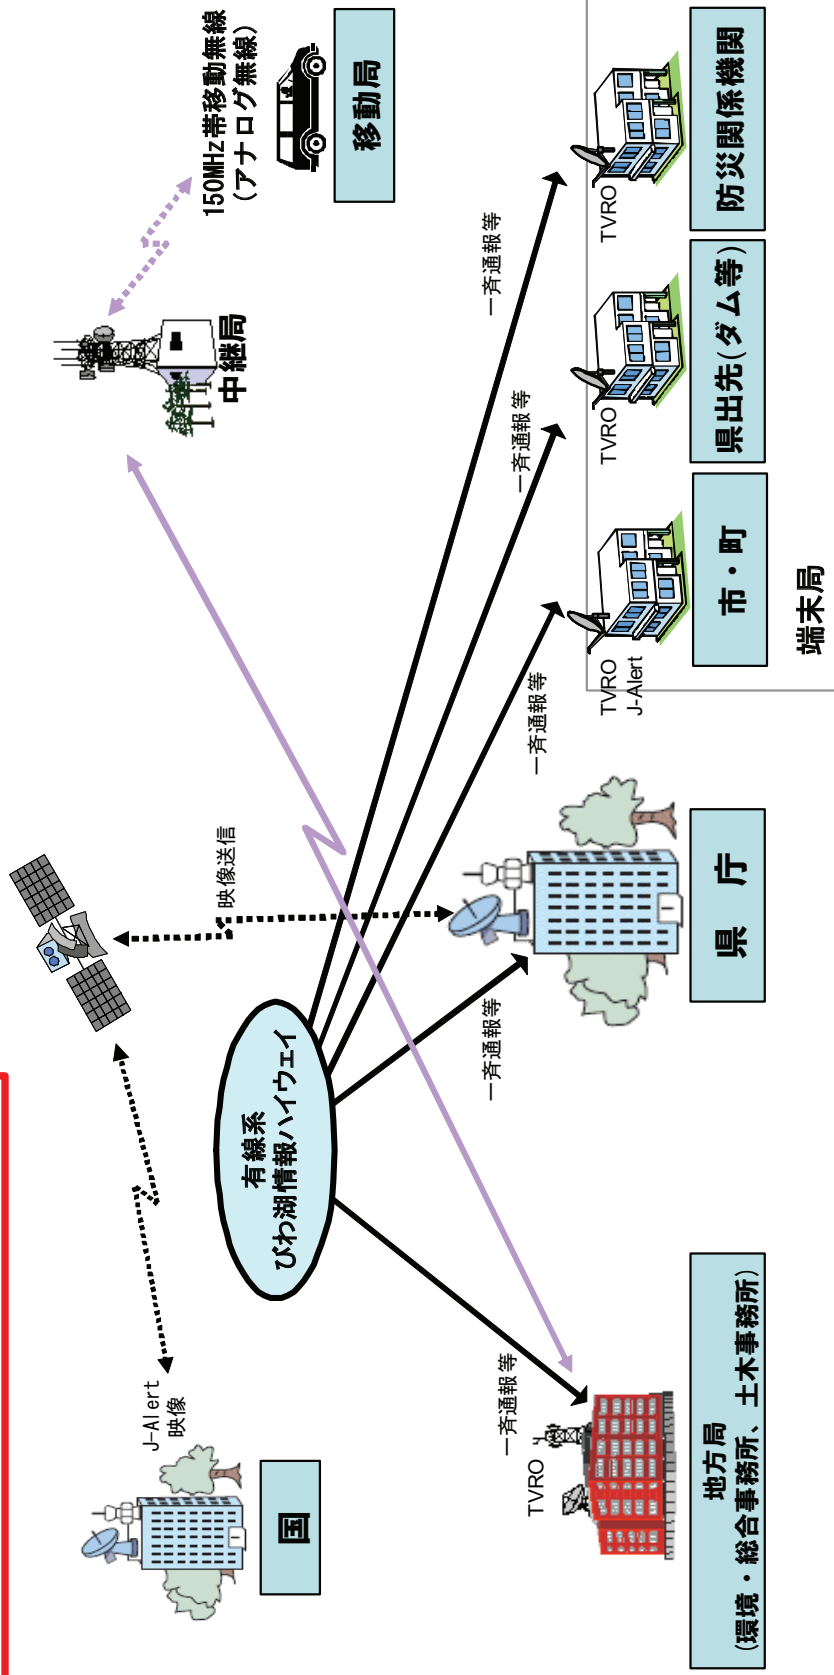 J-Alert
映像
国
映像送信
150MHz帯移動無線
(アナログ無線)
移動局
中継局
有線系
びわ湖情報ハイウェイ
一斉通報等
一斉通報等
一斉通報等
一斉通報等
一斉通報等
TVRO
地方局
(環境・総合事務所、土木事務所)
県　庁
TVRO
J-Alert
市・町
TVRO
県出先(ダム等)
TVRO
防災関係機関
端末局